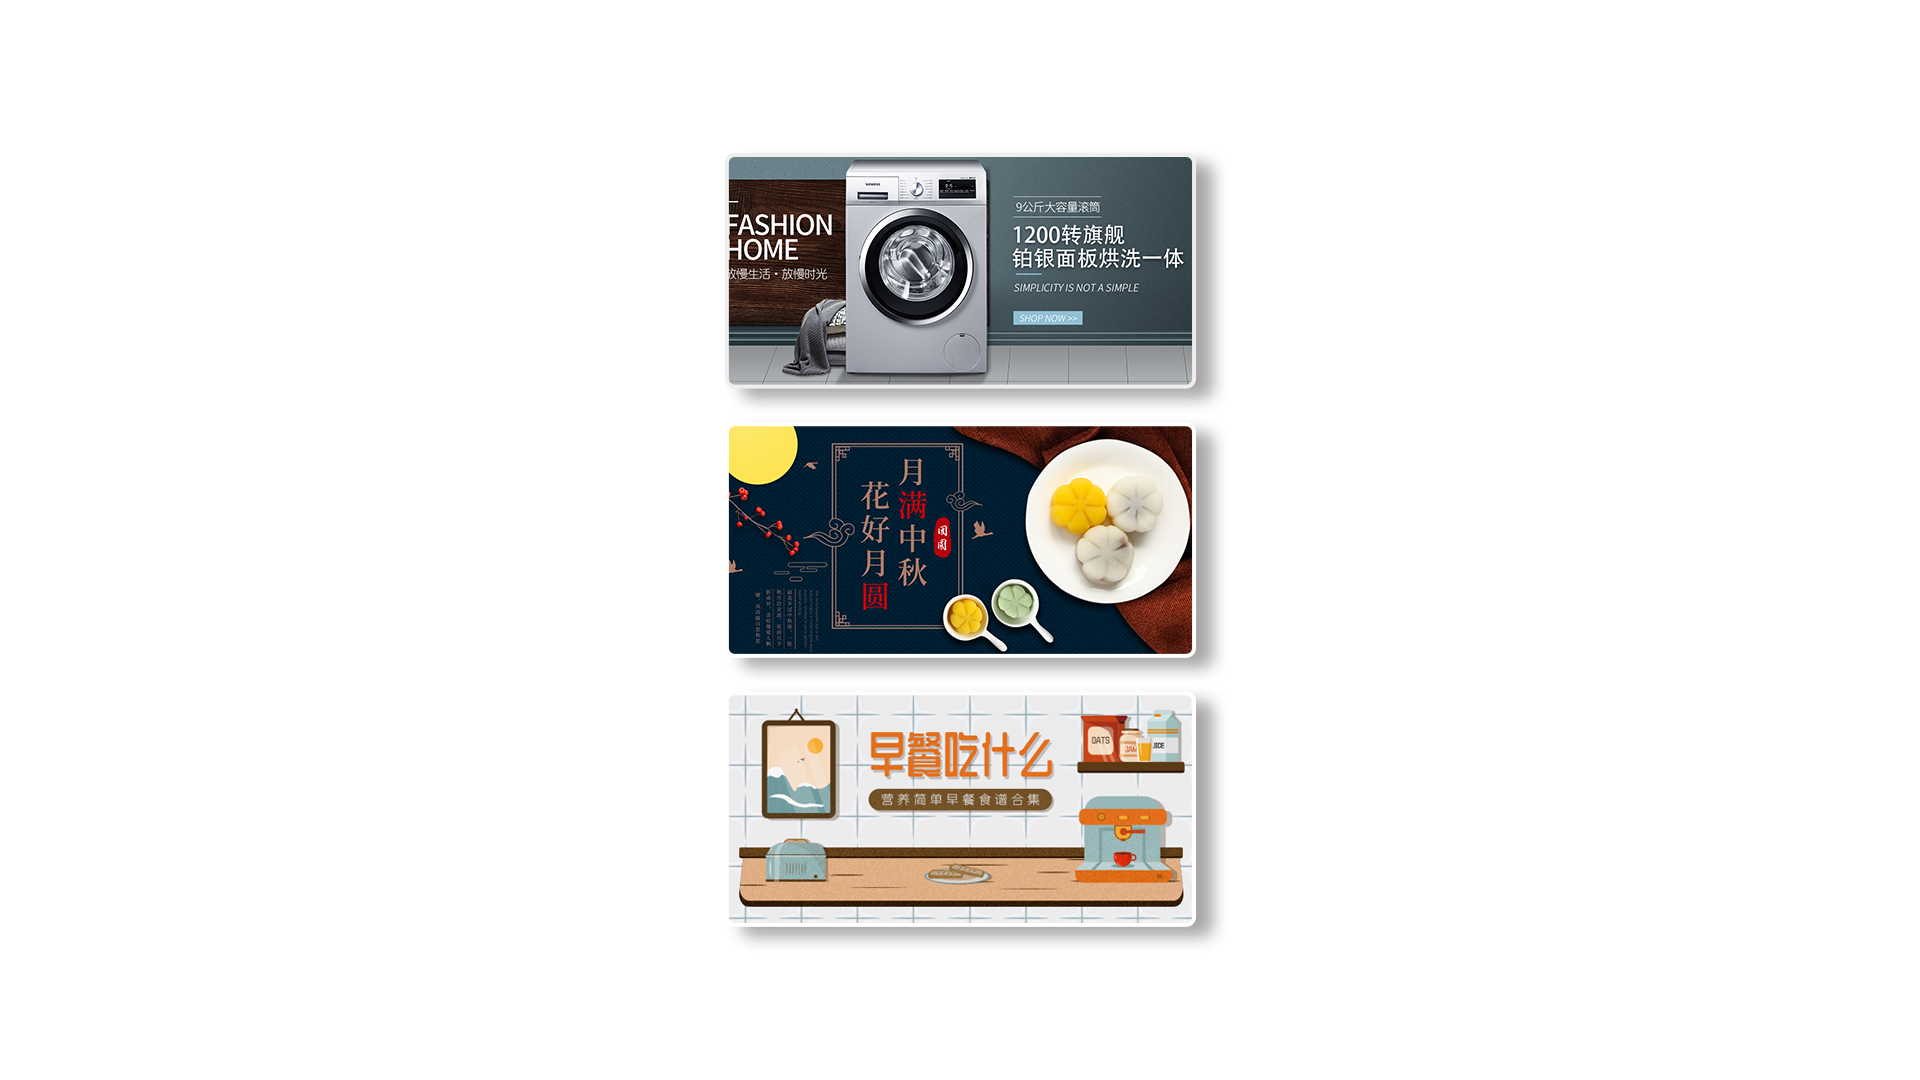 FASHION
HOME
放慢生活·放慢时光
SIEMENS
9公斤大容量滚筒
1200转旗舰
铂银面板烘洗一体
SIMPLICITY IS NOT A SIMPLE
SHOP NOW >>
月满中秋
花好月圆
团圆
早餐吃什么
营养简单早餐食谱合集
OATS
JAM
JUICE